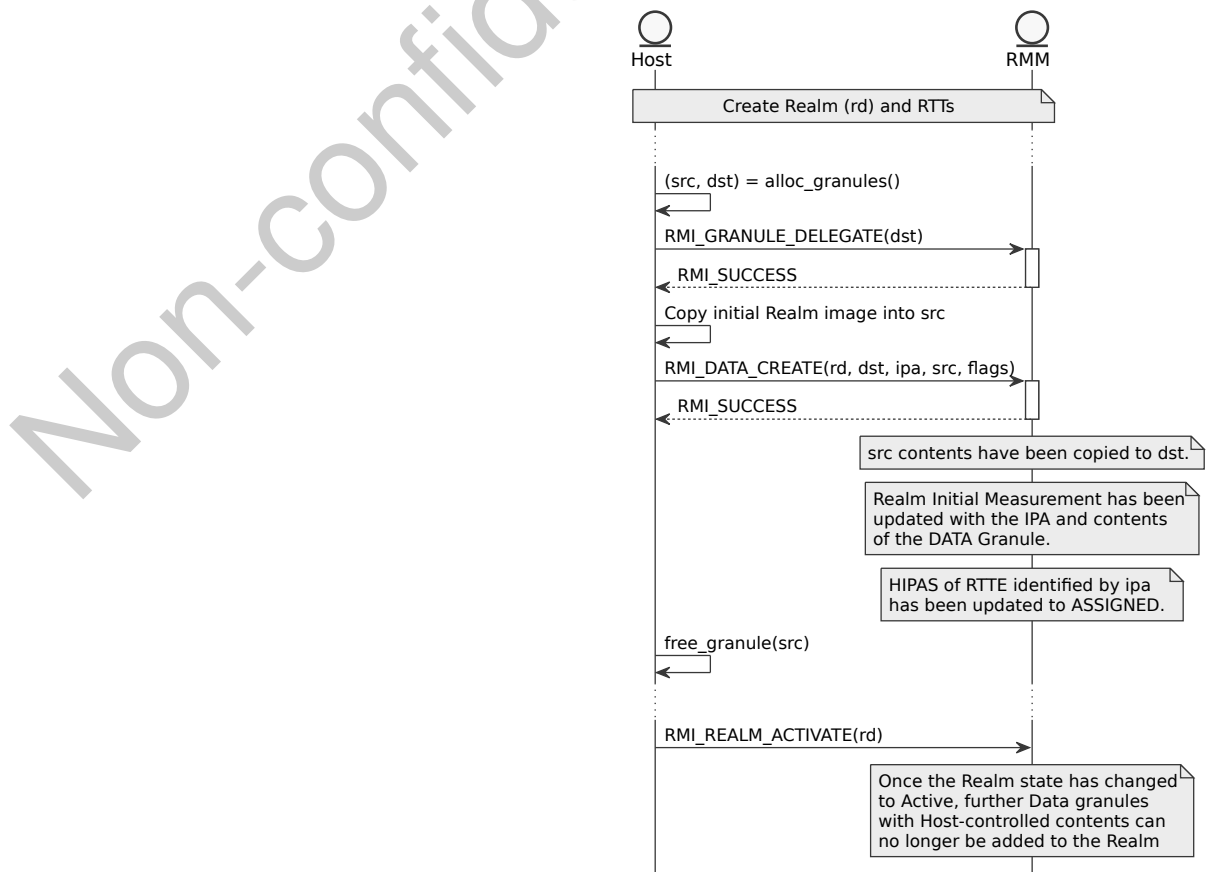 Non-confid
Host
RMM
Create Realm (rd) and RTTs
(src, dst) = alloc_granules()
RMI_GRANULE_DELEGATE(dst)
RMI_SUCCESS
Copy initial Realm image into src
RMI_DATA_CREATE(rd, dst, ipa, src, flags)
RMI_SUCCESS
src contents have been copied to dst.
Realm Initial Measurement has been
updated with the IPA and contents
of the DATA Granule.
HIPAS of RTTE identified by ipa
has been updated to ASSIGNED.
free_granule(src)
RMI_REALM_ACTIVATE(rd)
Once the Realm state has changed
to Active, further Data granules
with Host-controlled contents can
no longer be added to the Realm